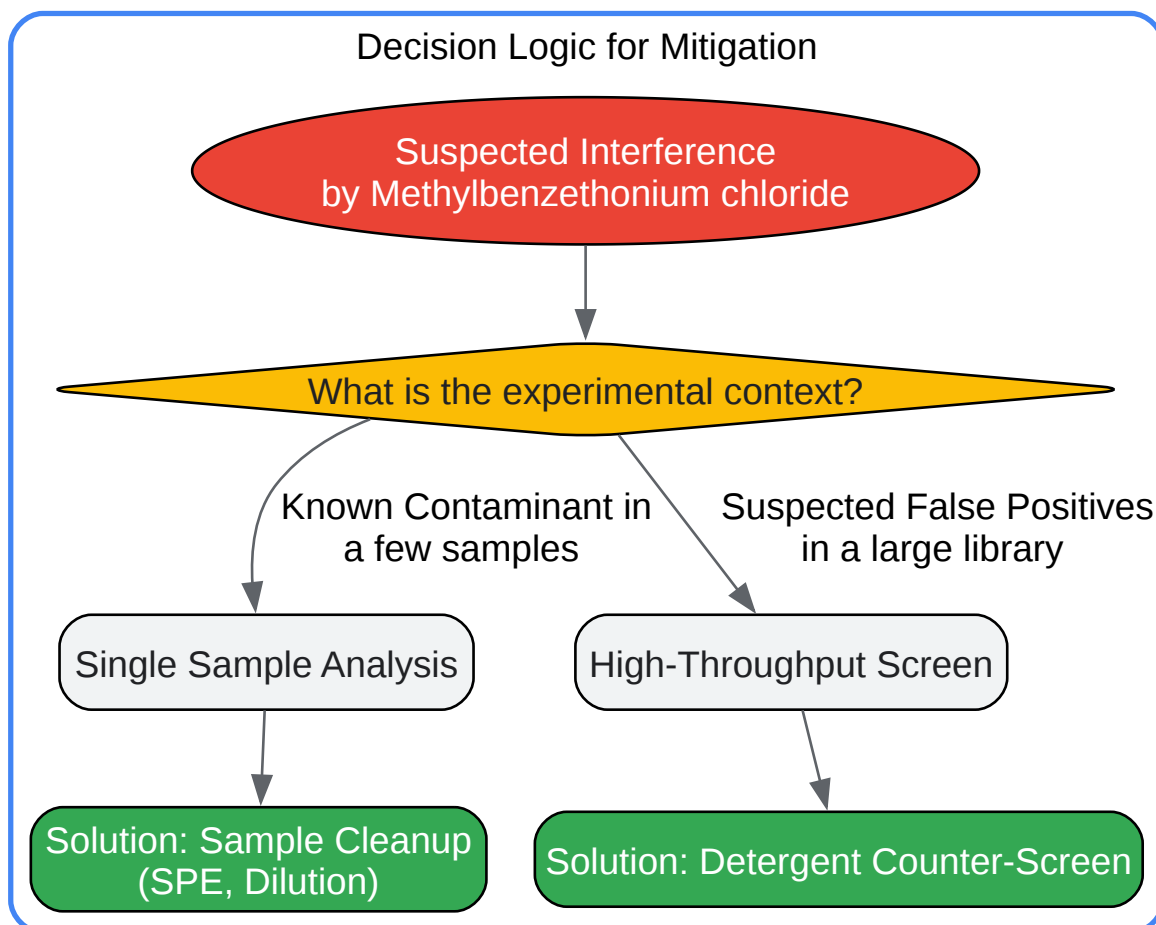 Decision Logic for Mitigation
Suspected Interference
by Methylbenzethonium chloride
What is the experimental context?
Known Contaminant in
a few samples
Suspected False Positives
in a large library
Single Sample Analysis
High-Throughput Screen
Solution: Sample Cleanup
(SPE, Dilution)
Solution: Detergent Counter-Screen